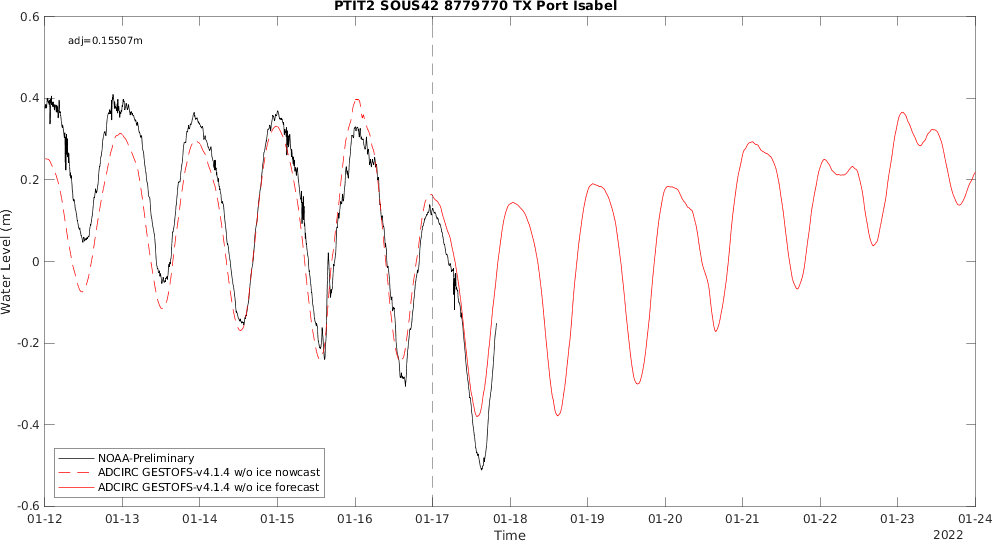 PTIT2 SOUS42 8779770 TX Port Isabel
adj=0.15507m
0.6
0.4
0.2
0
-0.2
-0.4
-0.6
Water Level (m)
NOAA-Preliminary
ADCIRC GESTOFS-v4.1.4 w/o ice nowcast
ADCIRC GESTOFS-v4.1.4 w/o ice forecast
01-12 01-13 01-14 01-15 01-16 01-17 01-18 01-19 01-20 01-21 01-22 01-23 01-24
Time
2022